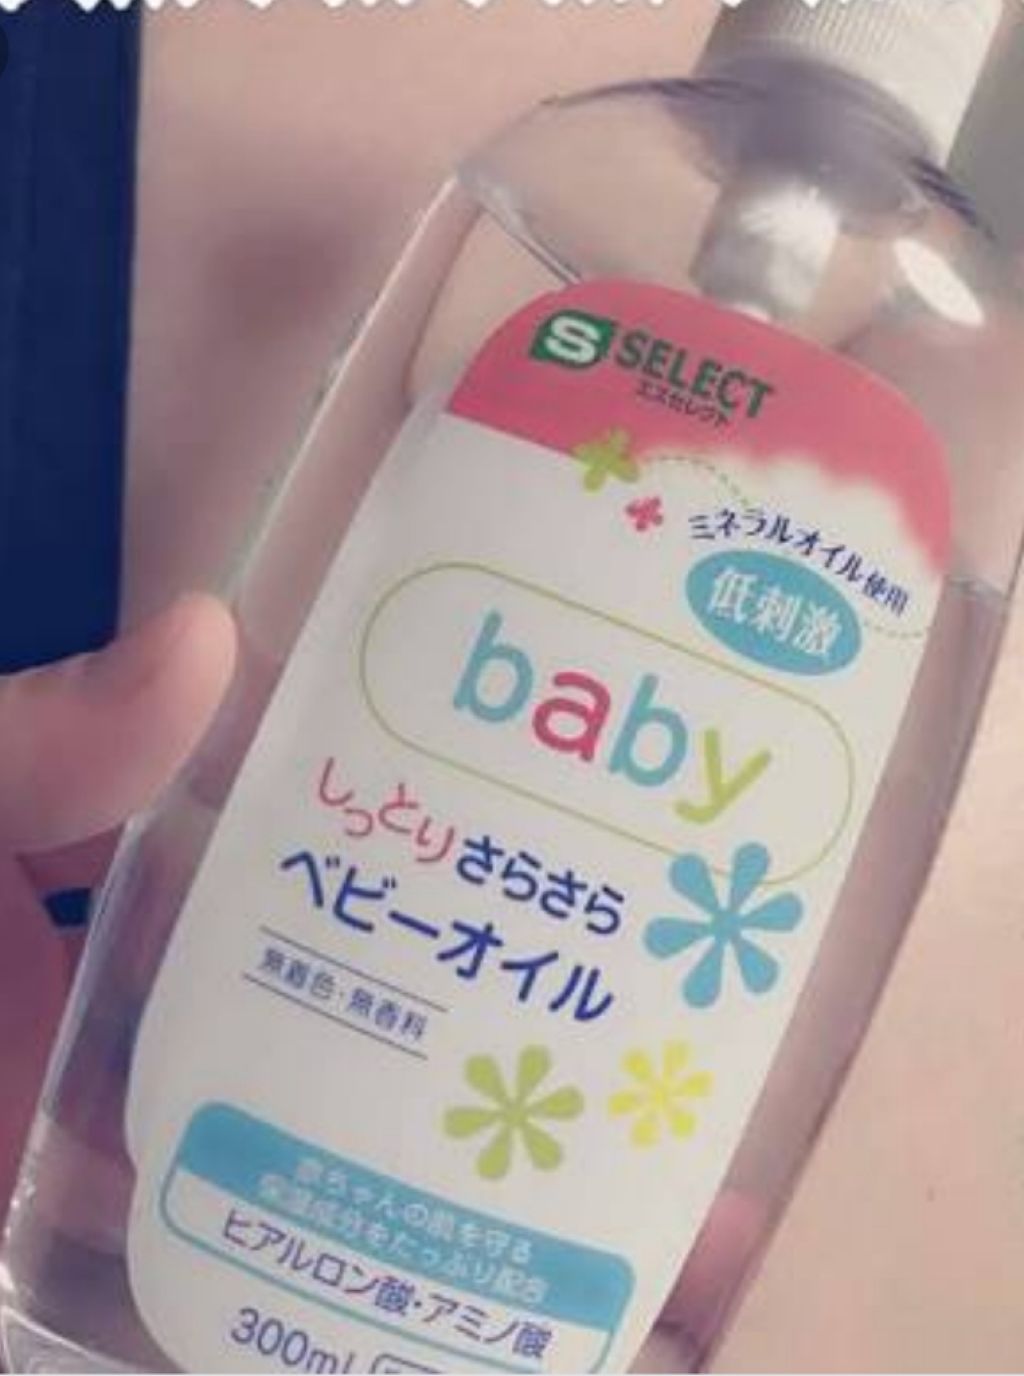 S SELECT
エスセレクト
ミネラルオイル使用
低刺激
baby
しっとりさらさら
ベビーオイル
無着色・無香料
赤ちゃんの肌を守る
保湿成分をたっぷり配合
ヒアルロン酸・アミノ酸
300mL